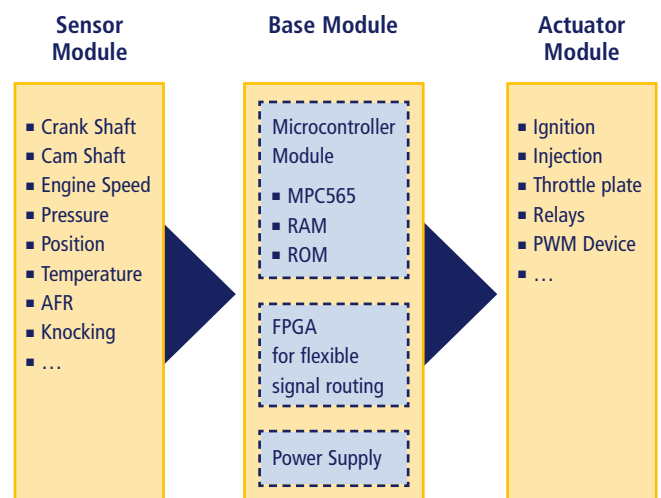 Sensor
Module
Base Module
Actuator
Module
▪ Crank Shaft
▪ Cam Shaft
▪ Engine Speed
▪ Pressure
▪ Position
▪ Temperature
▪ AFR
▪ Knocking
▪ …
Microcontroller
Module
▪ MPC565
▪ RAM
▪ ROM
FPGA
for flexible
signal routing
Power Supply
▪ Ignition
▪ Injection
▪ Throttle plate
▪ Relays
▪ PWM Device
▪ …